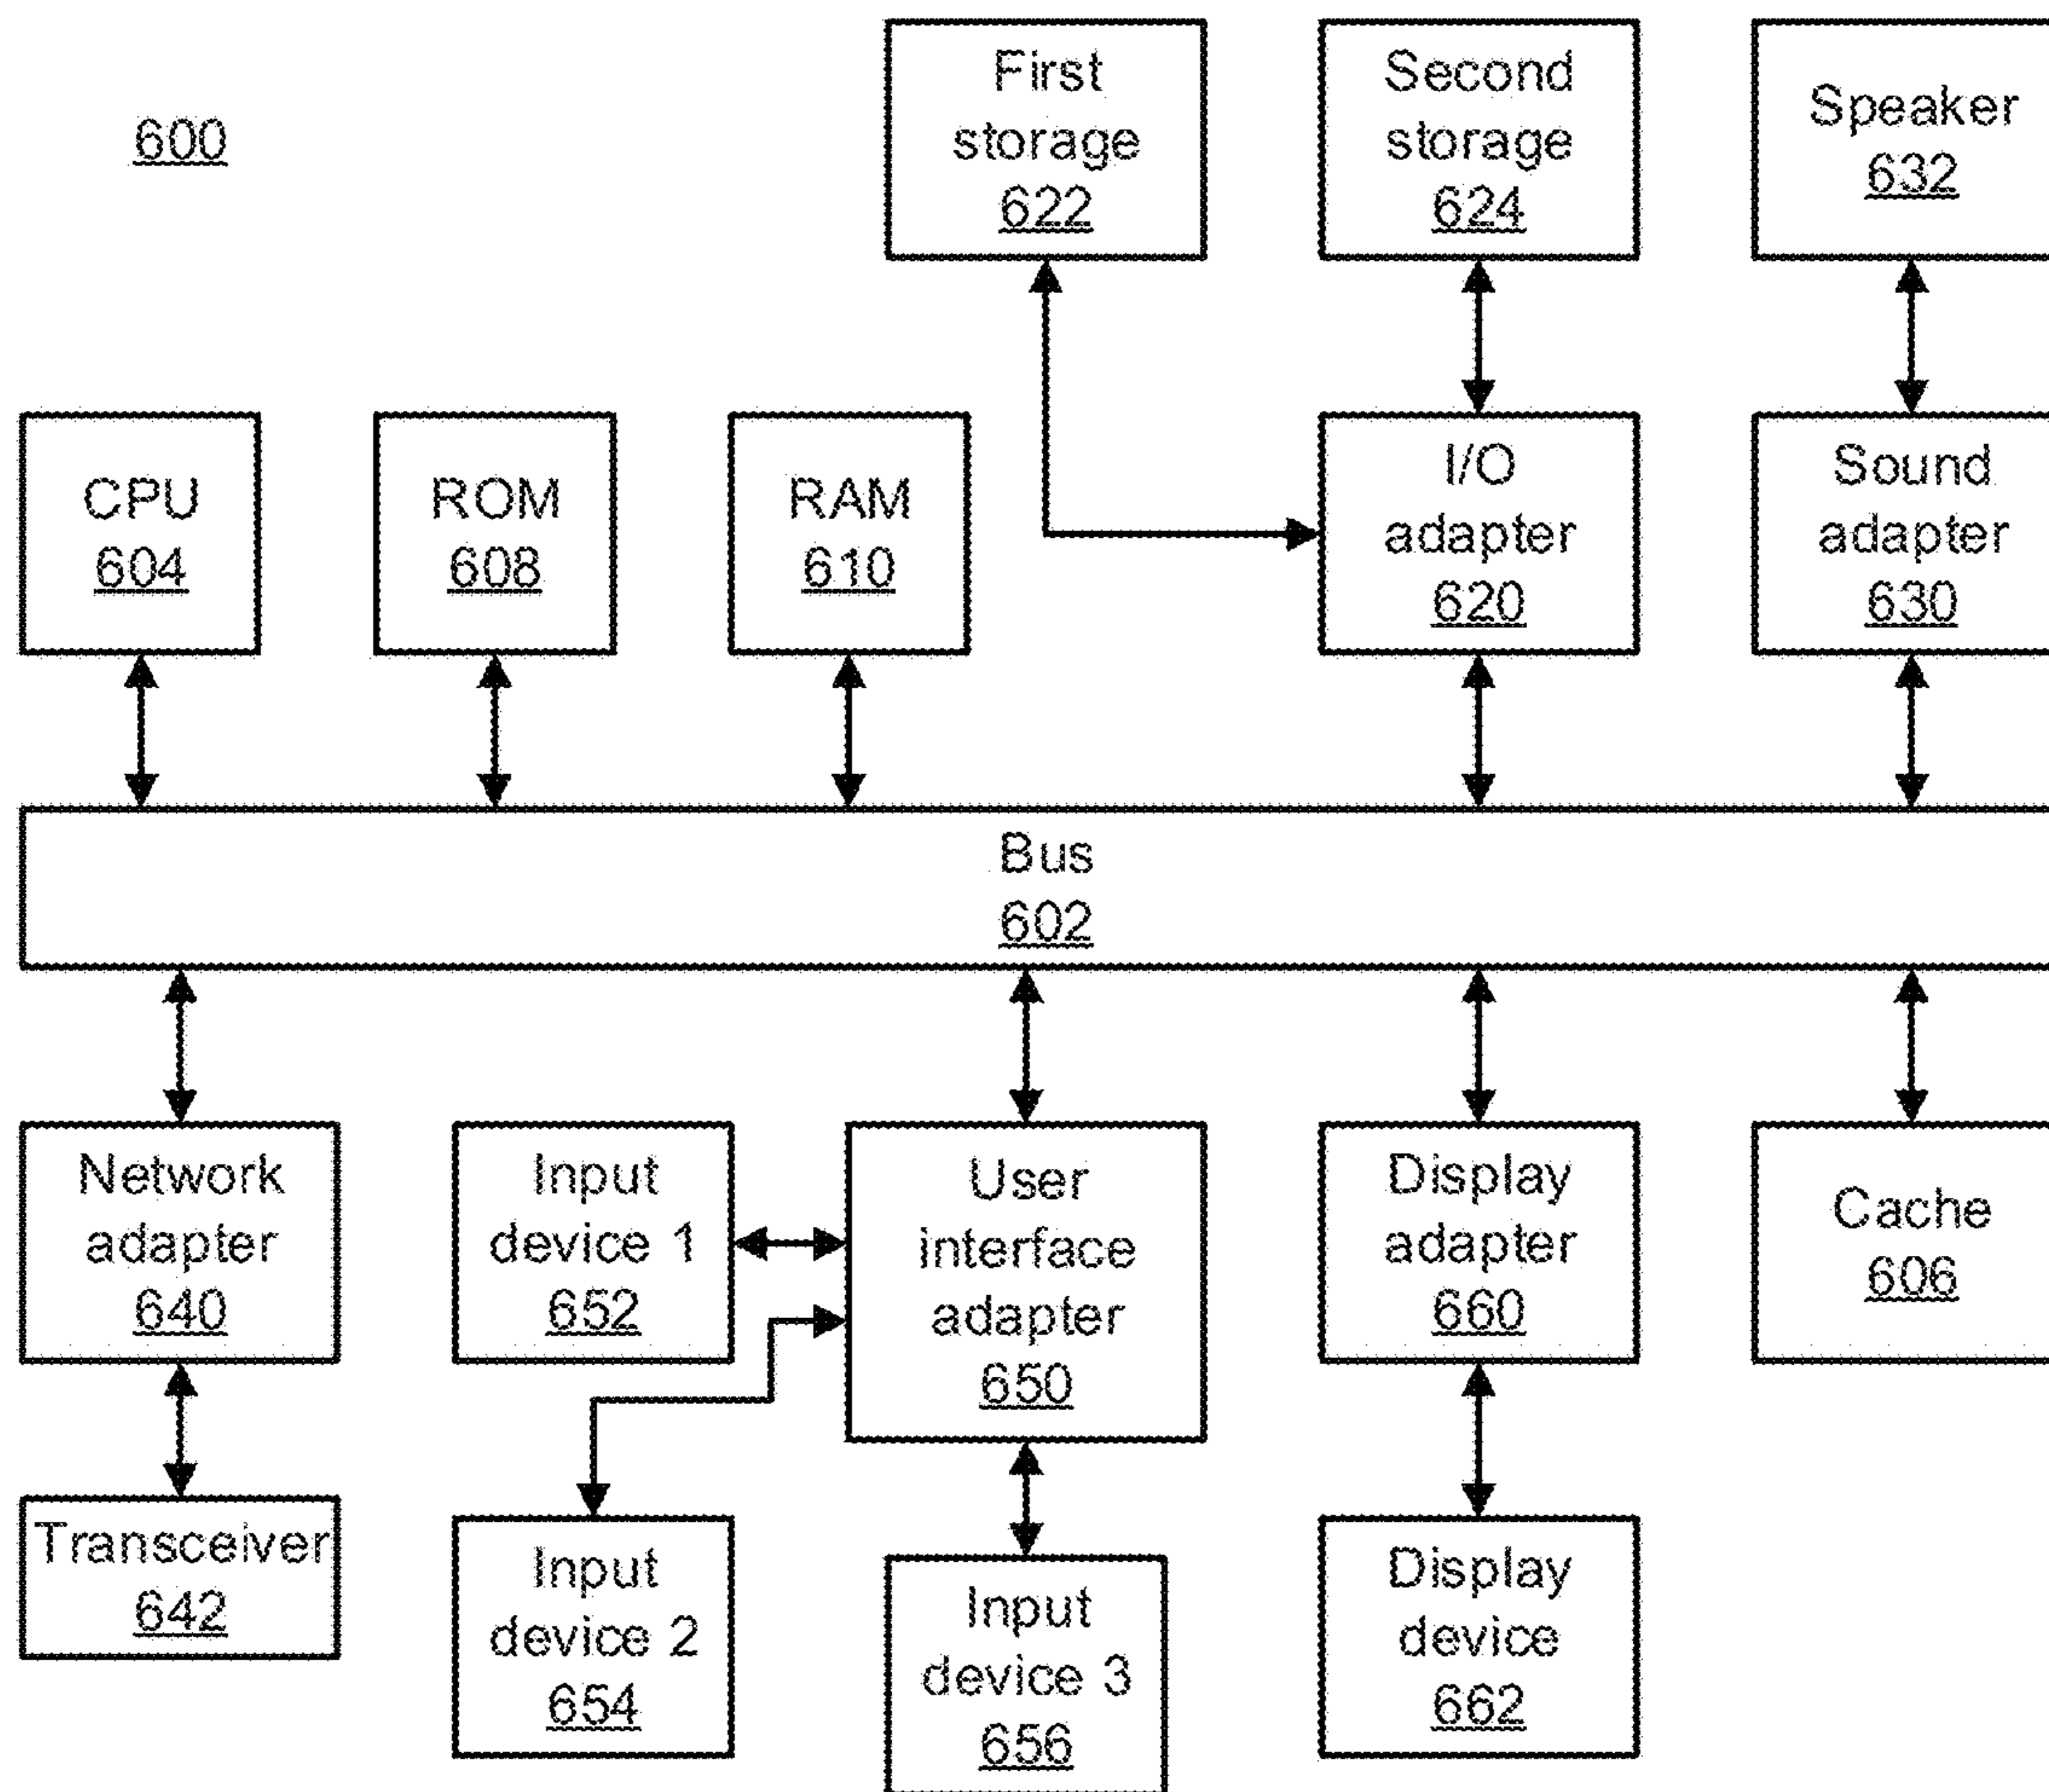 600
First
storage
622
Second
storage
624
Speaker
632
CPU
604
ROM
608
RAM
610
I/O
adapter
620
Sound
adapter
630
Bus
602
Network
adapter
640
Input
device 1
652
User
interface
adapter
650
Display
adapter
660
Cache
606
Transceiver
642
Input
device 2
654
Input
device 3
656
Display
device
662